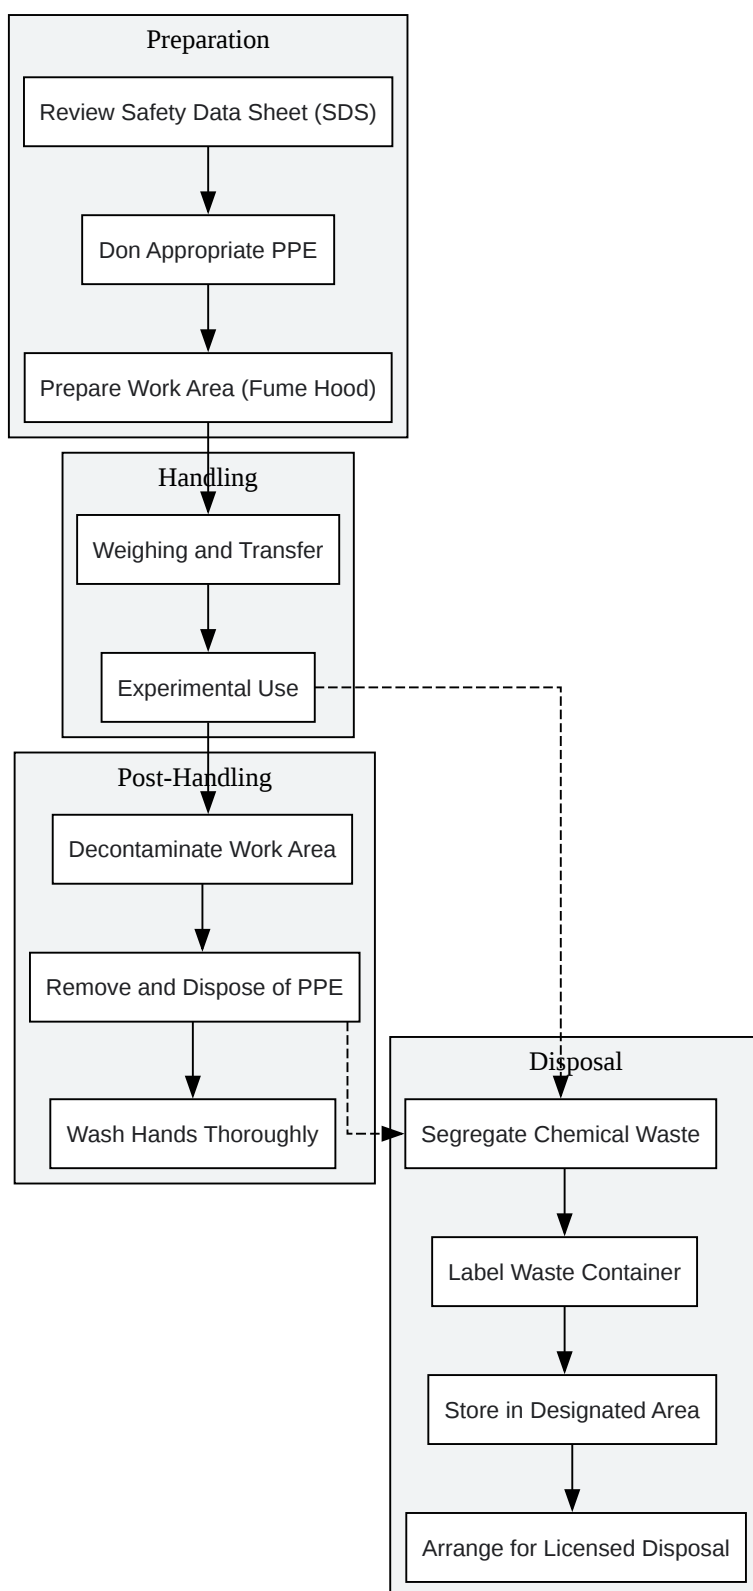 Preparation
Review Safety Data Sheet (SDS)
Don Appropriate PPE
Prepare Work Area (Fume Hood)
Handling
Weighing and Transfer
Experimental Use
Post-Handling
Decontaminate Work Area
Remove and Dispose of PPE
Wash Hands Thoroughly
Disposal
Segregate Chemical Waste
Label Waste Container
Store in Designated Area
Arrange for Licensed Disposal